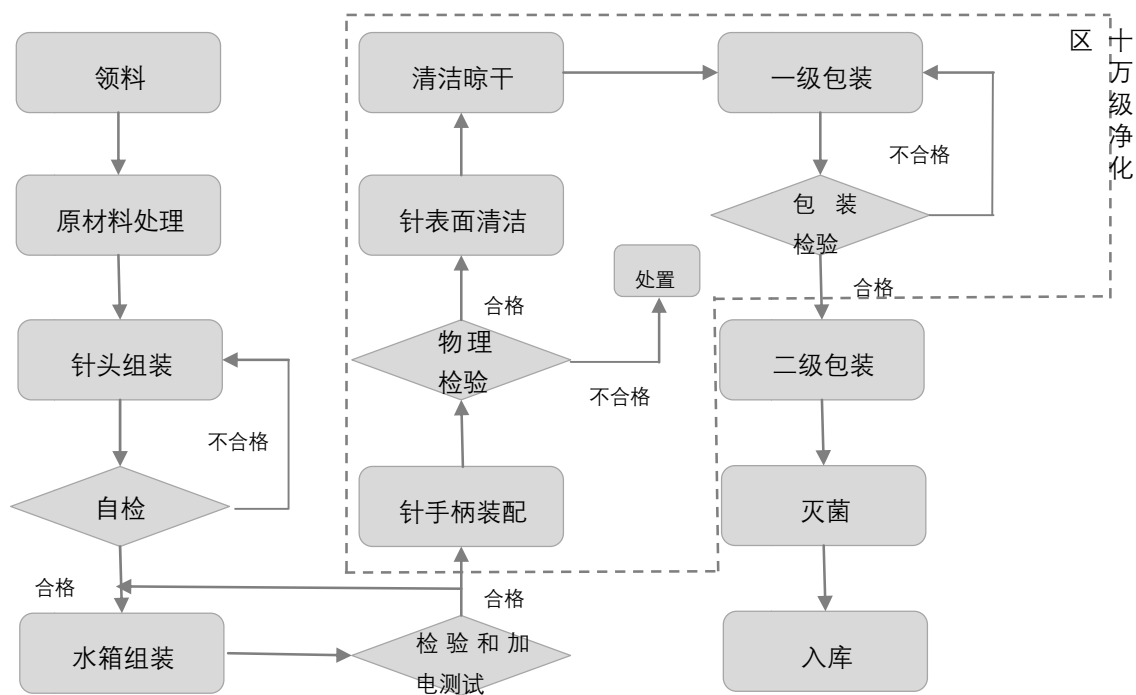 领料
原材料处理
针头组装
不合格
自检
合格
水箱组装
检验和加
电测试
合格
针手柄装配
物理
检验
不合格
处置
合格
针表面清洁
清洁晾干
一级包装
不合格
包装
检验
合格
二级包装
灭菌
入库
十万级净化
区